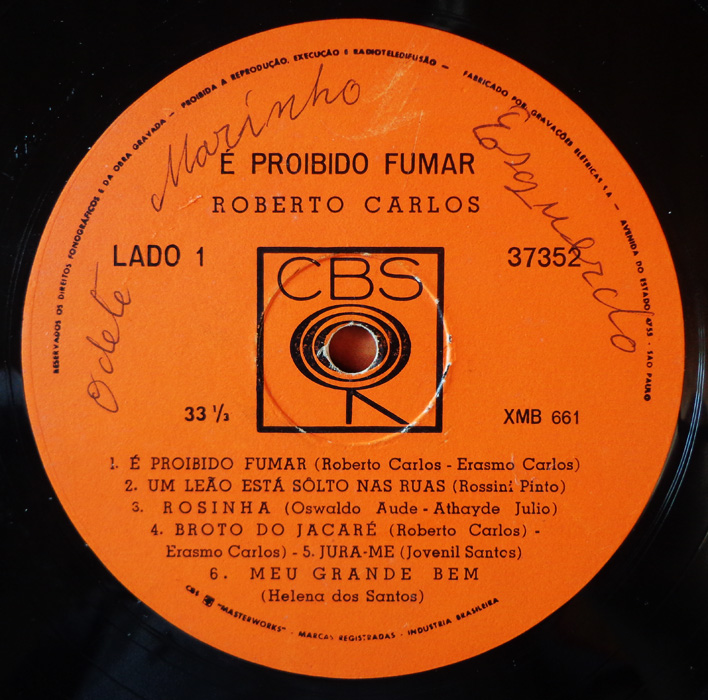 RESERVADOS OS DIREITOS FONOGRÁFICOS E DA OBRA GRAVADA — PROIBIDA A REPRODUÇÃO, EXECUÇÃO E RADIOTELEDIFUSÃO — FABRICADO POR GRAVAÇÕES ELÉTRICAS S A — AVENIDA DO ESTADO, 4755 · SÃO PAULO
Marinho
Esquerdo
Odete
É PROIBIDO FUMAR
ROBERTO CARLOS
LADO 1
37352
CBS
33 1/3
XMB 661
1. É PROIBIDO FUMAR (Roberto Carlos - Erasmo Carlos)
2. UM LEÃO ESTÁ SÔLTO NAS RUAS (Rossini Pinto)
3. ROSINHA (Oswaldo Aude - Athayde Julio)
4. BROTO DO JACARÉ (Roberto Carlos) -
Erasmo Carlos) - 5. JURA-ME (Jovenil Santos)
6. MEU GRANDE BEM
(Helena dos Santos)
CBS "MASTERWORKS" - MARCAS REGISTRADAS - INDUSTRIA BRASILEIRA